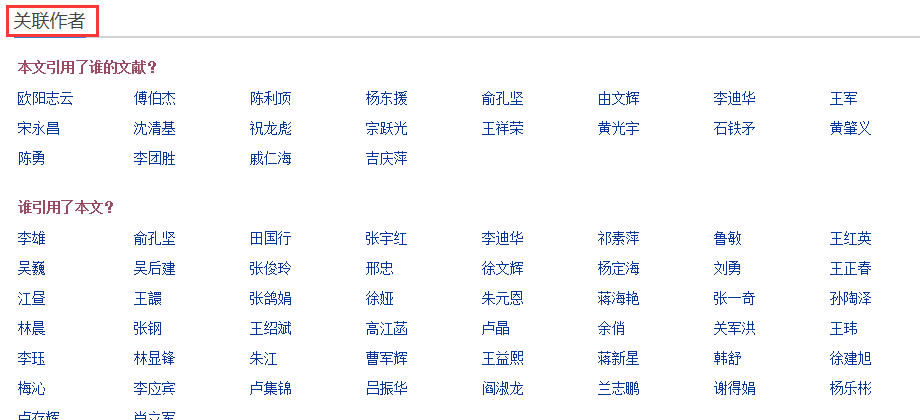 关联作者
本文引用了谁的文献?
欧阳志云 傅伯杰 陈利顶 杨东援 俞孔坚 由文辉 李迪华 王军
宋永昌 沈清基 祝龙彪 宗跃光 王祥荣 黄光宇 石铁矛 黄肇义
陈勇 李团胜 戚仁海 吉庆萍
谁引用了本文?
李雄 俞孔坚 田国行 张宇红 李迪华 祁素萍 鲁敏 王红英
吴巍 吴后建 张俊玲 邢忠 徐文辉 杨定海 刘勇 王正春
江昼 王譞 张鸽娟 徐娅 朱元恩 蒋海艳 张一奇 孙陶泽
林晨 张钢 王绍斌 高江菡 卢晶 余俏 关军洪 王玮
李珏 林显锋 朱江 曹军辉 王益熙 蒋新星 韩舒 徐建旭
梅沁 李应宾 卢集锦 吕振华 阎淑龙 兰志鹏 谢得娟 杨乐彬